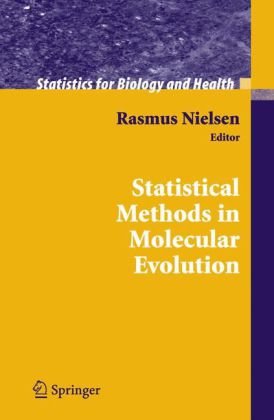 Statistics for Biology and Health
Rasmus Nielsen
Editor
Statistical
Methods in
Molecular
Evolution
Springer